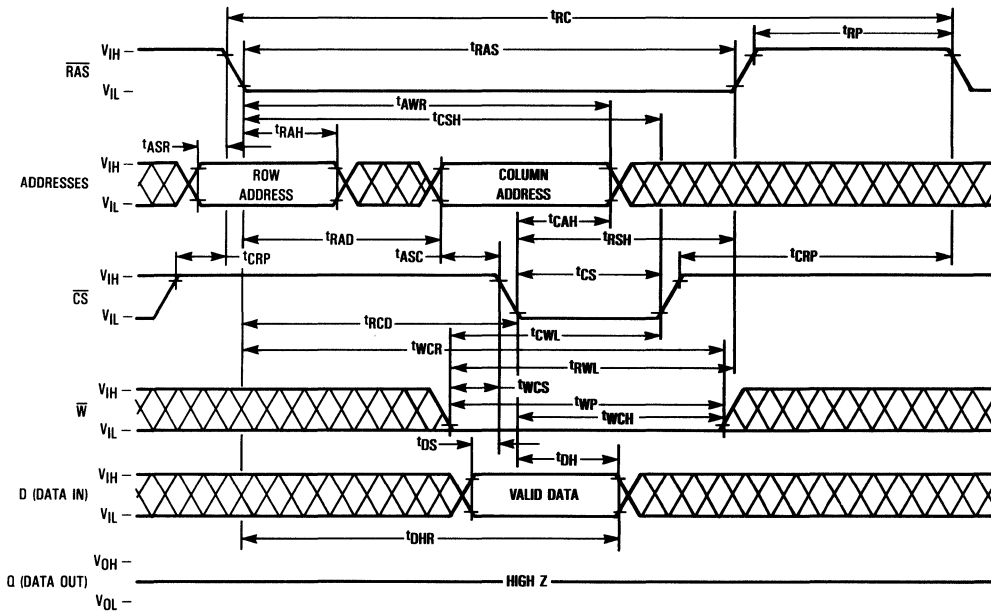 tRC
tRP
VIH
tRAS
RAS
VIL
tAWR
tCSH
tRAH
tASR
VIH
ADDRESSES
ROW ADDRESS
COLUMN ADDRESS
VIL
tCAH
tRAD
tRSH
tCRP
tASC
tCRP
VIH
tCS
CS
VIL
tRCD
tCWL
tWCR
tRWL
VIH
tWCS
W
tWP
tWCH
VIL
tDS
tDH
VIH
D (DATA IN)
VALID DATA
VIL
tDHR
VOH
Q (DATA OUT)
HIGH Z
VOL